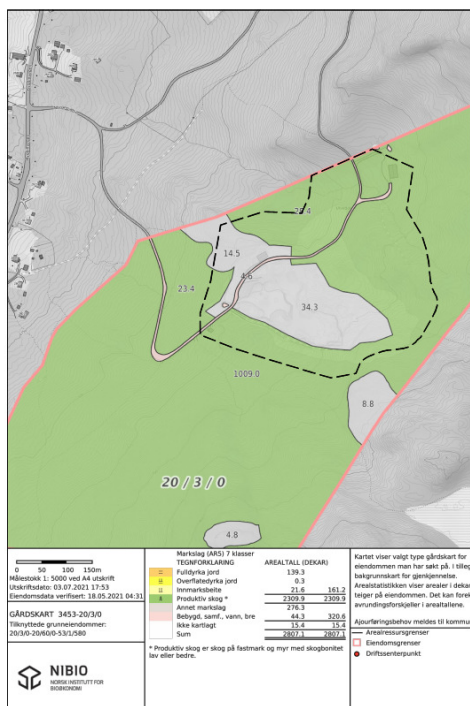 23.4
14.5
4.6
23.4
34.3
1009.0
8.8
20 / 3 / 0
4.8
0 50 100 150m
Målestokk 1: 5000 ved A4 utskrift
Utskriftsdato: 03.07.2021 17:53
Eiendomsdata verifisert: 18.05.2021 04:31
GÅRDSKART 3453-20/3/0
Tilknyttede grunneiendommer:
20/3/0-20/60/0-53/1/580
NIBIO
NORSK INSTITUTT FOR
BIOØKONOMI
Markslag (AR5) 7 klasser
TEGNFORKLARING AREALTALL (DEKAR)
Fulldyrka jord 139.3
Overflatedyrka jord 0.3
Innmarksbeite 21.6 161.2
Produktiv skog * 2309.9 2309.9
Annet markslag 276.3
Bebygd, samf., vann, bre 44.3 320.6
Ikke kartlagt 15.4 15.4
Sum 2807.1 2807.1
* Produktiv skog er skog på fastmark og myr med skogbonitet
lav eller bedre.
Kartet viser valgt type gårdskart for
eiendommen man har søkt på. I tilleg
bakgrunnskart for gjenkjennelse.
Arealstatistikken viser arealer i dekar
teiger på eiendommen. Det kan forek
avrundingsforskjeller i arealtallene.
Ajourføringsbehov meldes til kommu
Arealressursgrenser
Eiendomsgrenser
Driftssenterpunkt